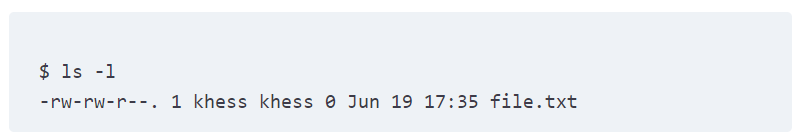 $ ls -l
-rw-rw-r--. 1 khess khess 0 Jun 19 17:35 file.txt